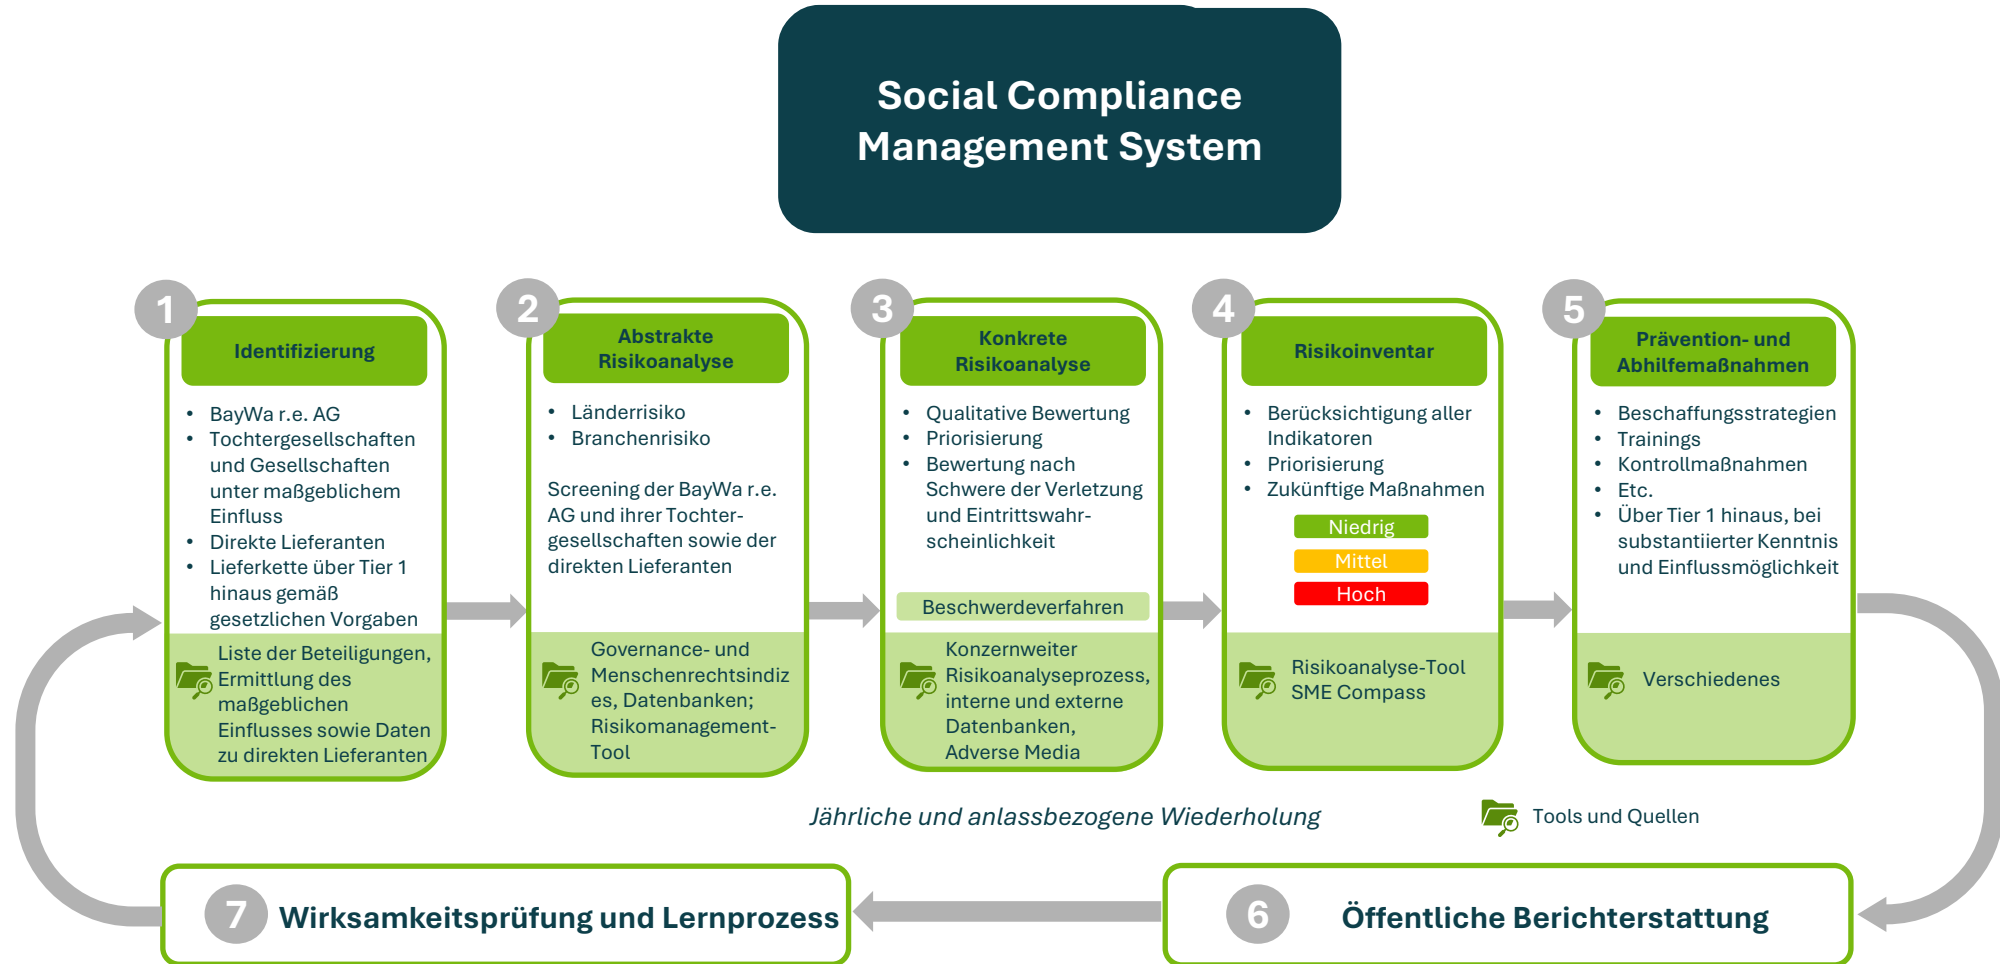 Social Compliance
Management System
1
Identifizierung
• BayWa r.e. AG
• Tochtergesellschaften
und Gesellschaften
unter maßgeblichem
Einfluss
• Direkte Lieferanten
• Lieferkette über Tier 1
hinaus gemäß
gesetzlichen Vorgaben
Liste der Beteiligungen,
Ermittlung des
maßgeblichen
Einflusses sowie Daten
zu direkten Lieferanten
2
Abstrakte
Risikoanalyse
• Länderrisiko
• Branchenrisiko
Screening der BayWa r.e.
AG und ihrer Tochter-
gesellschaften sowie der
direkten Lieferanten
Governance- und
Menschenrechtsindiz
es, Datenbanken;
Risikomanagement-
Tool
3
Konkrete
Risikoanalyse
• Qualitative Bewertung
• Priorisierung
• Bewertung nach
Schwere der Verletzung
und Eintrittswahr-
scheinlichkeit
Beschwerdeverfahren
Konzernweiter
Risikoanalyseprozess,
interne und externe
Datenbanken,
Adverse Media
4
Risikoinventar
• Berücksichtigung aller
Indikatoren
• Priorisierung
• Zukünftige Maßnahmen
Niedrig
Mittel
Hoch
Risikoanalyse-Tool
SME Compass
5
Prävention- und
Abhilfemaßnahmen
• Beschaffungsstrategien
• Trainings
• Kontrollmaßnahmen
• Etc.
• Über Tier 1 hinaus, bei
substantiierter Kenntnis
und Einflussmöglichkeit
Verschiedenes
Jährliche und anlassbezogene Wiederholung
Tools und Quellen
7 Wirksamkeitsprüfung und Lernprozess
6 Öffentliche Berichterstattung